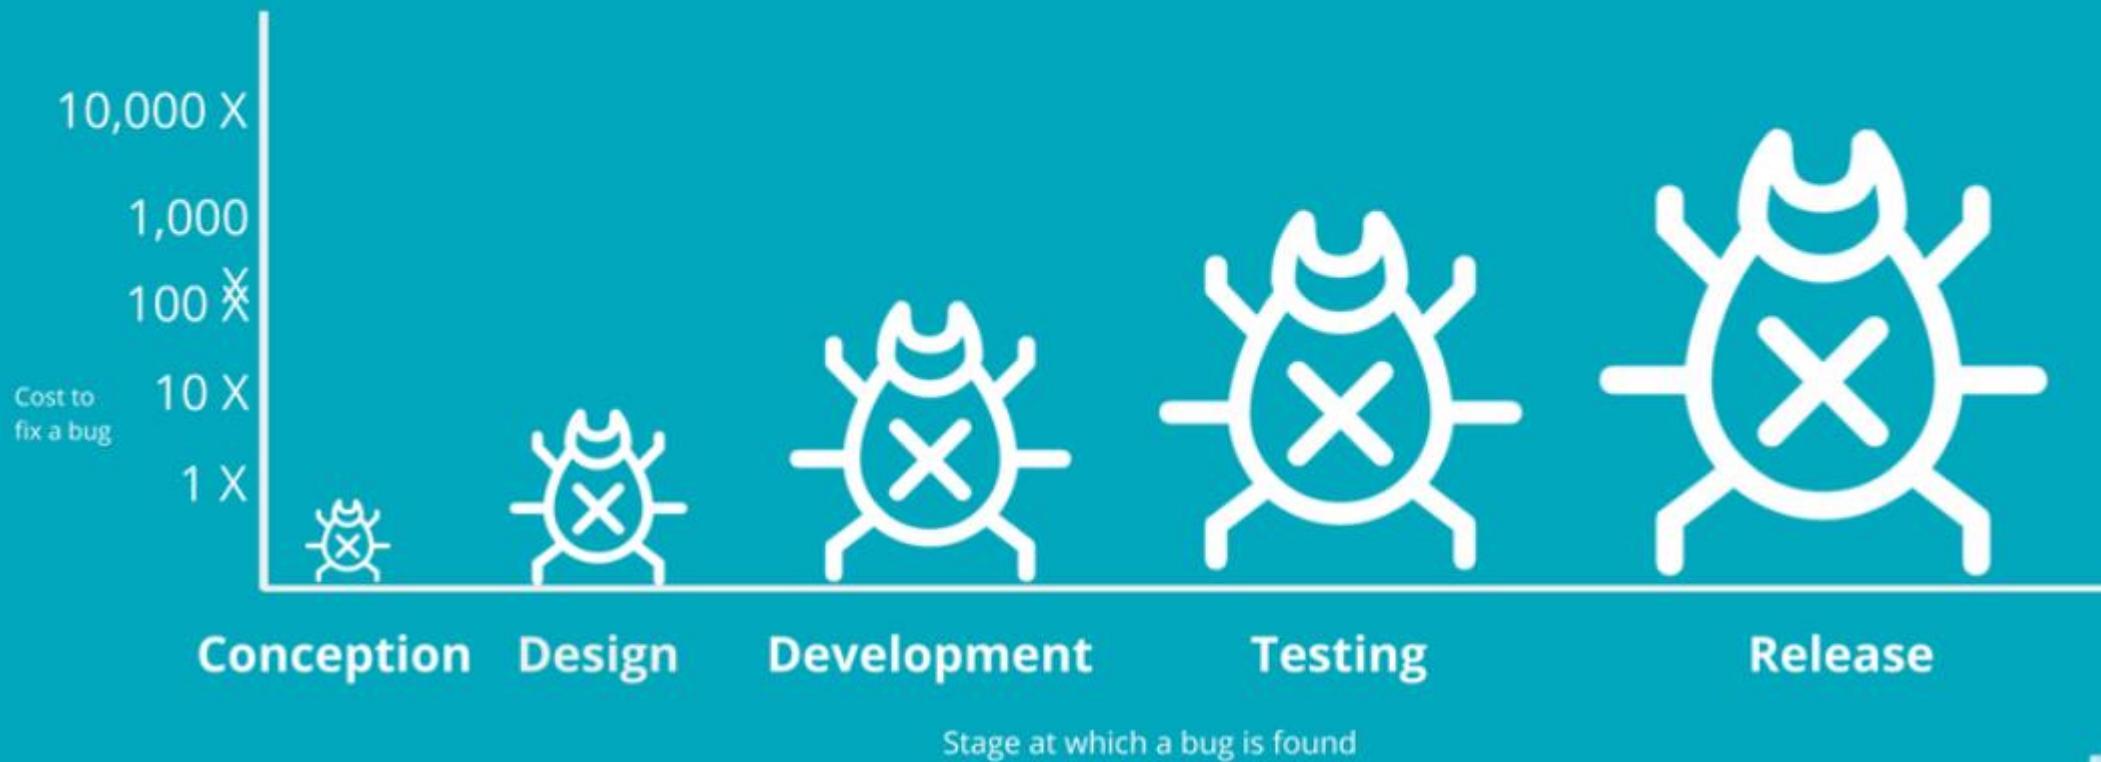 10,000 X
1,000
X
X
100 X
10 X
1 X
Cost to
fix a bug
Conception Design Development Testing Release
Stage at which a bug is found